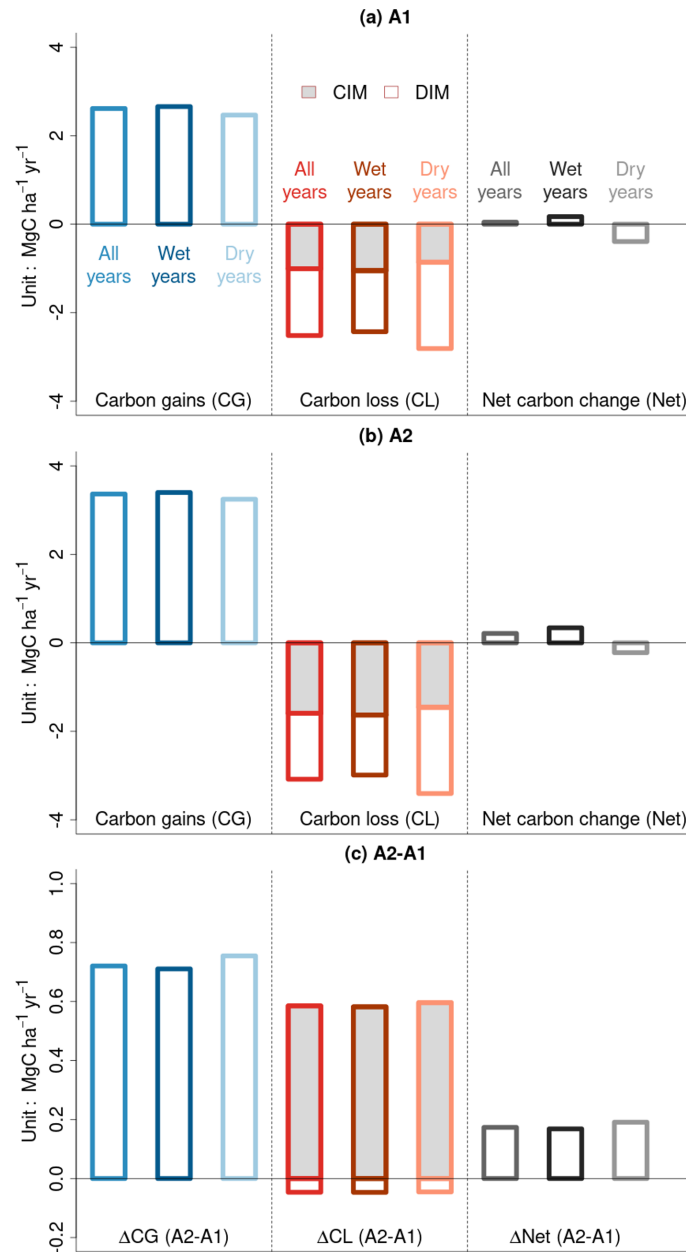 (a) A1
Unit : MgC ha⁻¹ yr⁻¹
4
2
0
-2
-4
CIM DIM
All years
Wet years
Dry years
All years
Wet years
Dry years
All years
Wet years
Dry years
Carbon gains (CG)
Carbon loss (CL)
Net carbon change (Net)
(b) A2
Unit : MgC ha⁻¹ yr⁻¹
4
2
0
-2
-4
Carbon gains (CG)
Carbon loss (CL)
Net carbon change (Net)
(c) A2-A1
Unit : MgC ha⁻¹ yr⁻¹
1.0
0.8
0.6
0.4
0.2
0.0
-0.2
ΔCG (A2-A1)
ΔCL (A2-A1)
ΔNet (A2-A1)